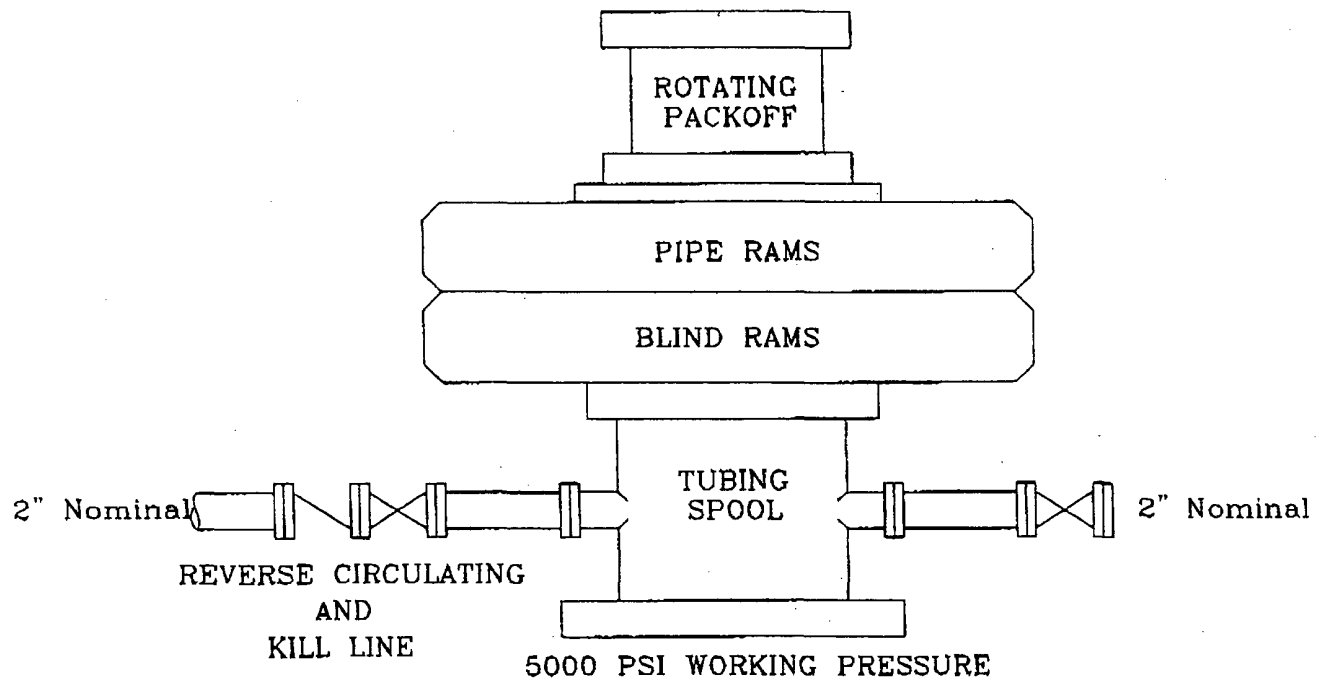 ROTATING
PACKOFF
PIPE RAMS
BLIND RAMS
TUBING
SPOOL
2" Nominal
2" Nominal
REVERSE CIRCULATING
AND
KILL LINE
5000 PSI WORKING PRESSURE